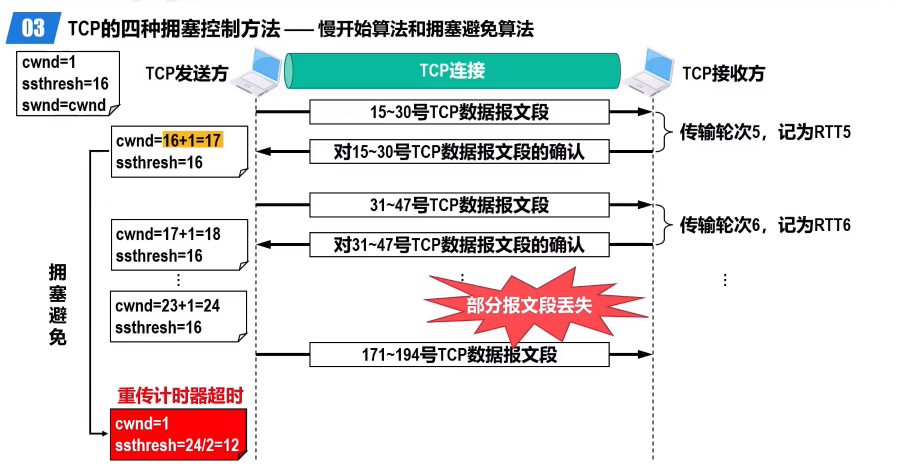 03 TCP的四种拥塞控制方法 —— 慢开始算法和拥塞避免算法
cwnd=1
ssthresh=16
swnd=cwnd
TCP发送方
TCP连接
TCP接收方
15~30号TCP数据报文段
传输轮次5，记为RTT5
cwnd=16+1=17
ssthresh=16
对15~30号TCP数据报文段的确认
31~47号TCP数据报文段
传输轮次6，记为RTT6
cwnd=17+1=18
ssthresh=16
对31~47号TCP数据报文段的确认
⋮
⋮
⋮
拥塞避免
部分报文段丢失
cwnd=23+1=24
ssthresh=16
171~194号TCP数据报文段
重传计时器超时
cwnd=1
ssthresh=24/2=12